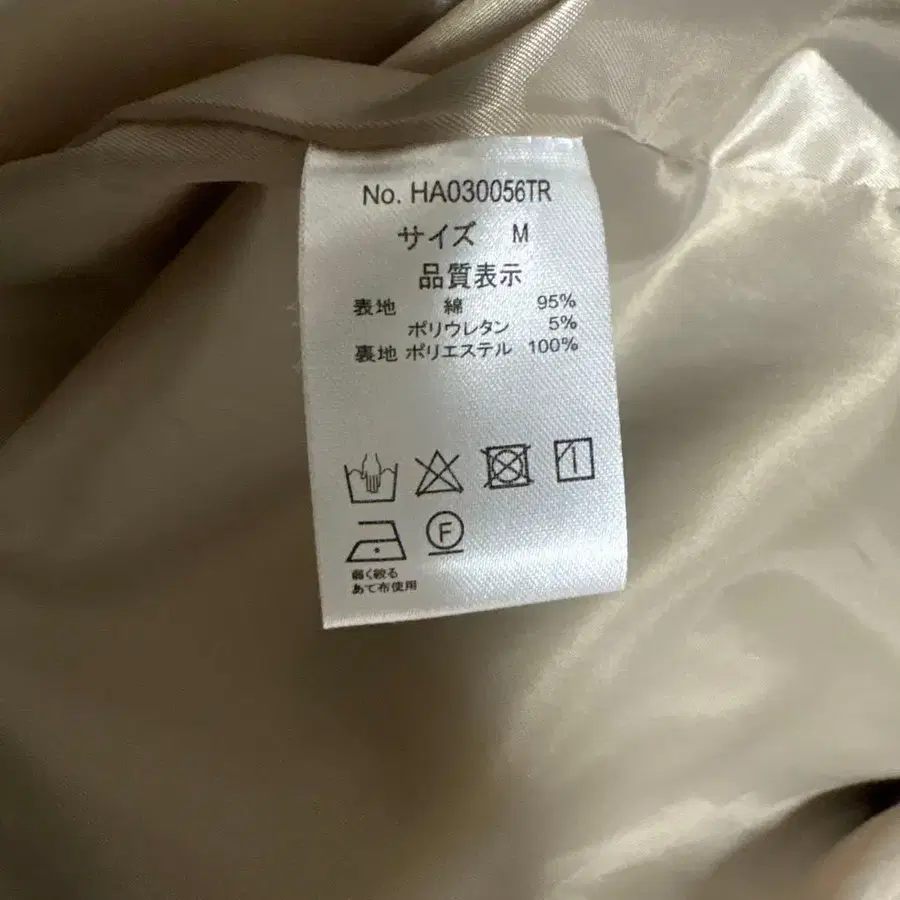 No. HA030056TR
サイズ M
品質表示
表地 綿 95%
ポリウレタン 5%
裏地 ポリエステル 100%
F
弱く絞る
あて布使用